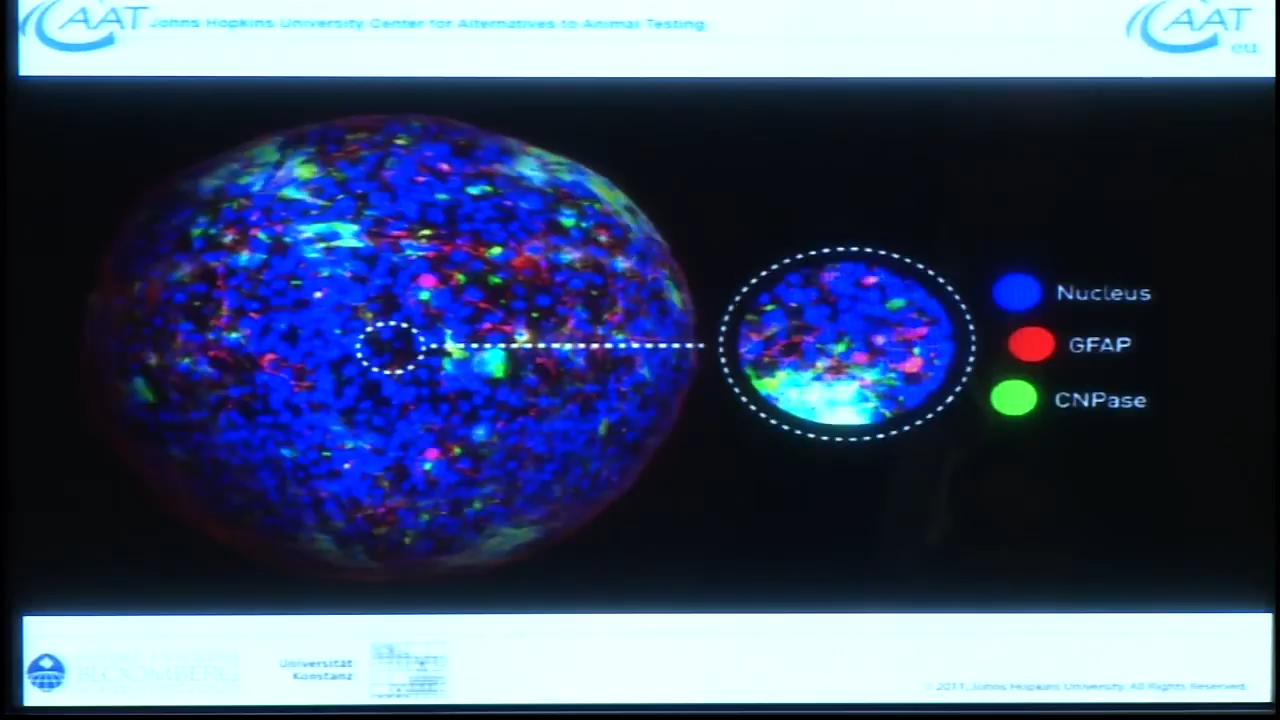 CAAT Johns Hopkins University Center for Alternatives to Animal Testing
CAAT
eu
Nucleus
GFAP
CNPase
BLOOMBERG
Universität
Konstanz
© 2011, Johns Hopkins University. All Rights Reserved.